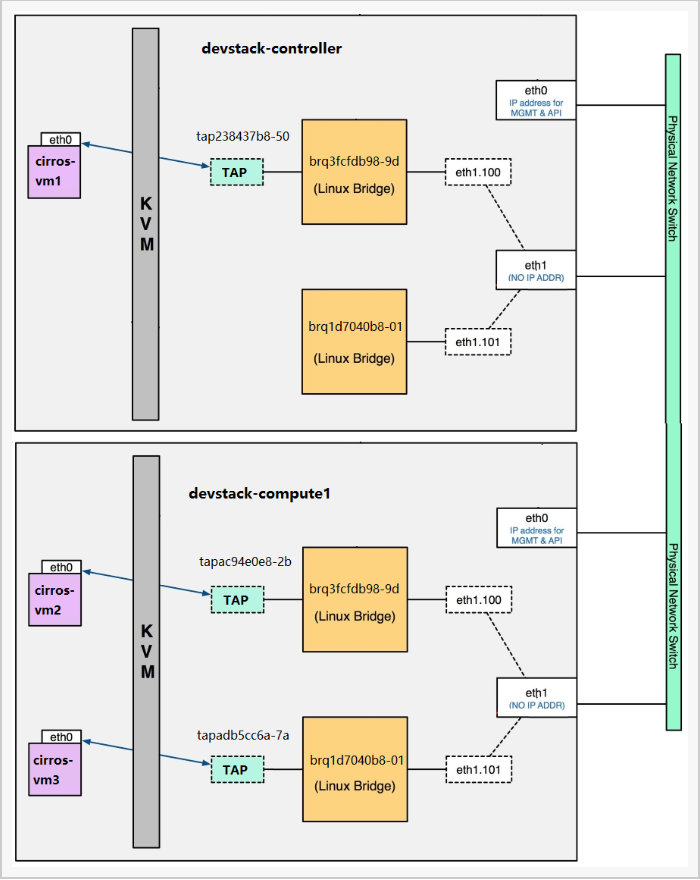 devstack-controller
eth0
IP address for
MGMT & API
tap238437b8-50
eth0
cirros-
vm1
TAP
brq3fcfdb98-9d
(Linux Bridge)
eth1.100
K
V
M
Physical Network Switch
eth1
(NO IP ADDR)
brq1d7040b8-01
(Linux Bridge)
eth1.101
devstack-compute1
eth0
IP address for
MGMT & API
tapac94e0e8-2b
eth0
cirros-
vm2
TAP
brq3fcfdb98-9d
(Linux Bridge)
eth1.100
K
V
M
Physical Network Switch
eth1
(NO IP ADDR)
tapadb5cc6a-7a
eth0
cirros-
vm3
TAP
brq1d7040b8-01
(Linux Bridge)
eth1.101